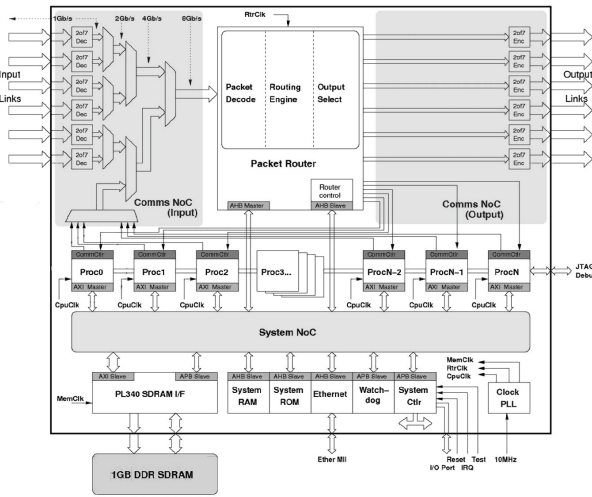 1Gb/s 2Gb/s 4Gb/s 8Gb/s RtrClk
Input
Links
2of7
Dec
2of7
Dec
2of7
Dec
2of7
Dec
2of7
Dec
2of7
Dec
Comms NoC
(Input)
Packet
Decode
Routing
Engine
Output
Select
Packet Router
Router
control
AHB Master
AHB Slave
2of7
Enc
2of7
Enc
2of7
Enc
2of7
Enc
2of7
Enc
2of7
Enc
Output
Links
Comms NoC
(Output)
CommCtlr
Proc0
AXI Master
CommCtlr
Proc1
AXI Master
CommCtlr
Proc2
AXI Master
Proc3...
CommCtlr
ProcN-2
AXI Master
CommCtlr
ProcN-1
AXI Master
CommCtlr
ProcN
AXI Master
JTAG
Debu
CpuClk CpuClk CpuClk CpuClk CpuClk CpuClk
System NoC
AXI Slave
APB Slave
PL340 SDRAM I/F
MemClk
AHB Slave
System
RAM
AHB Slave
System
ROM
AHB Slave
Ethernet
APB Slave
Watch-
dog
APB Slave
System
Ctlr
MemClk
RtrClk
CpuClk
Clock
PLL
Ether MII
Reset Test
I/O Port IRQ
10MHz
1GB DDR SDRAM